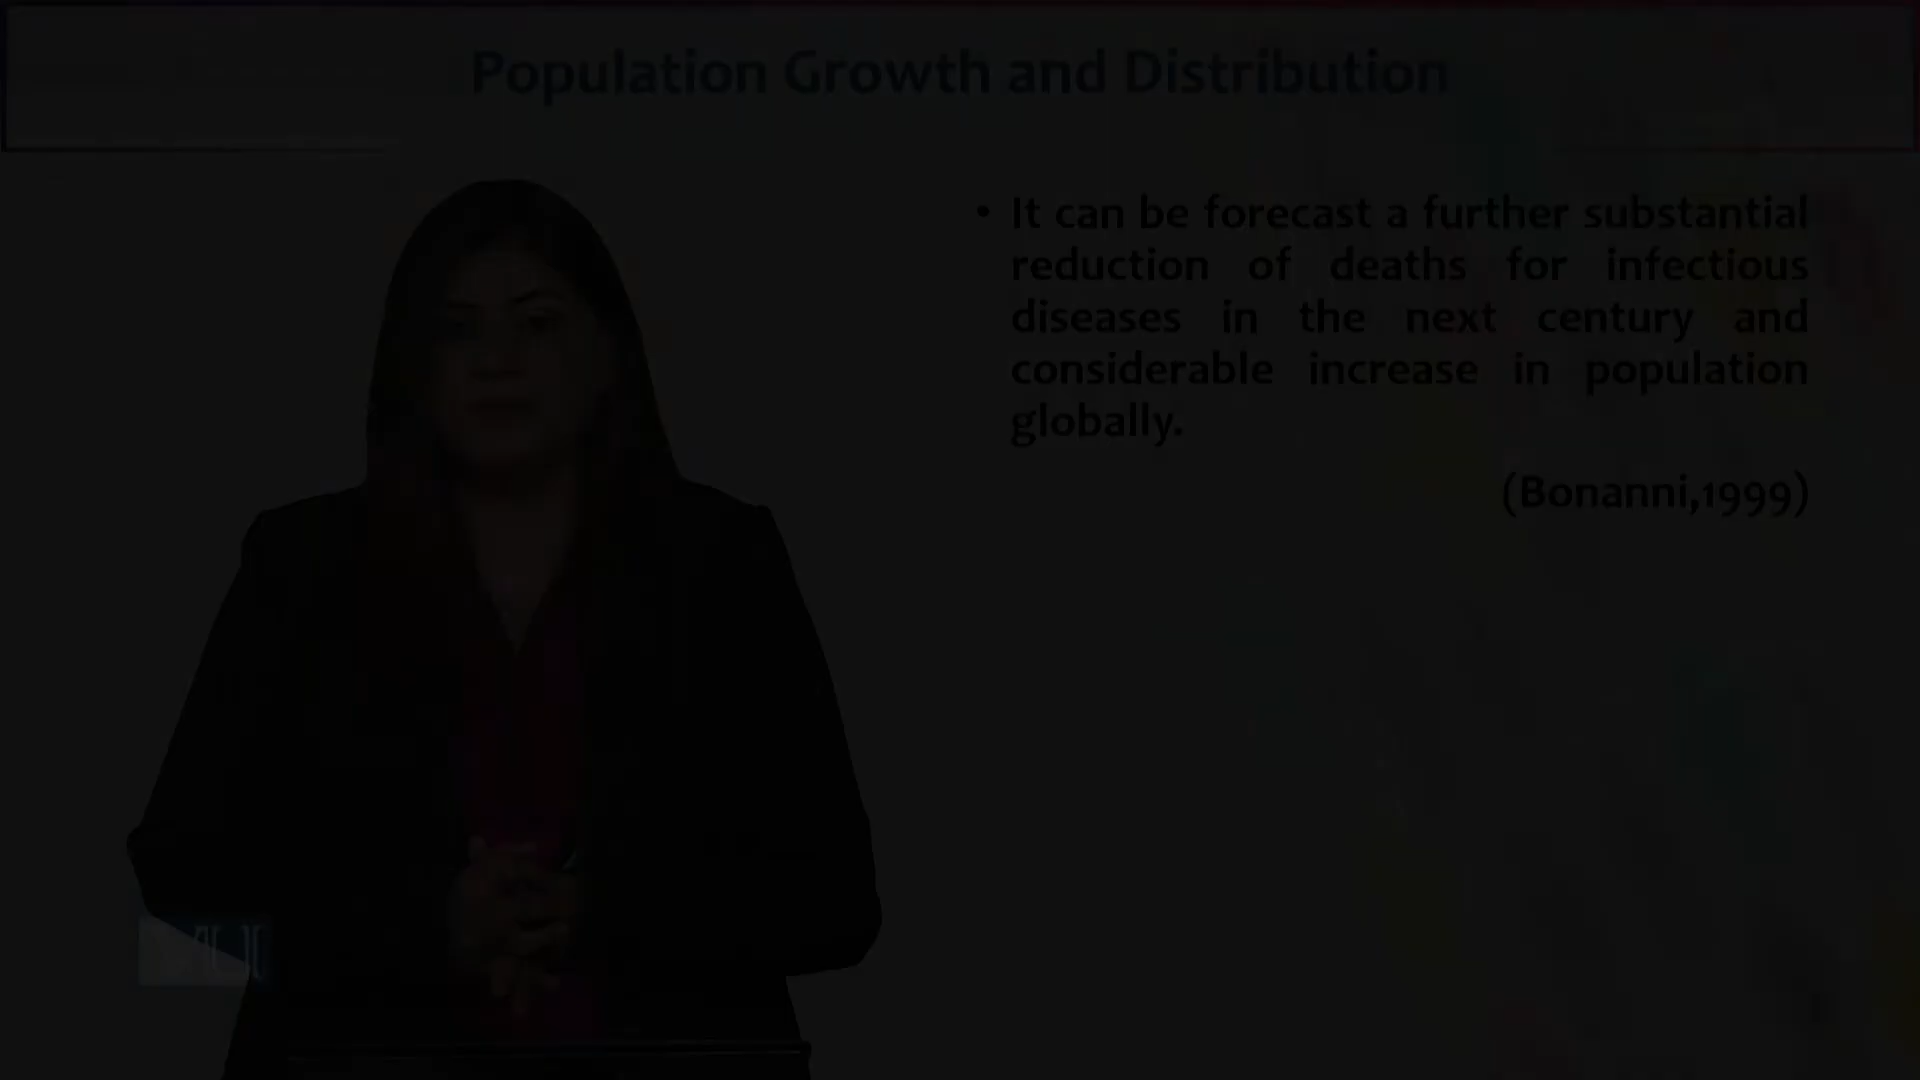 Population Growth and Distribution
• It can be forecast a further substantial
reduction of deaths for infectious
diseases in the next century and
considerable increase in population
globally.
(Bonanni,1999)